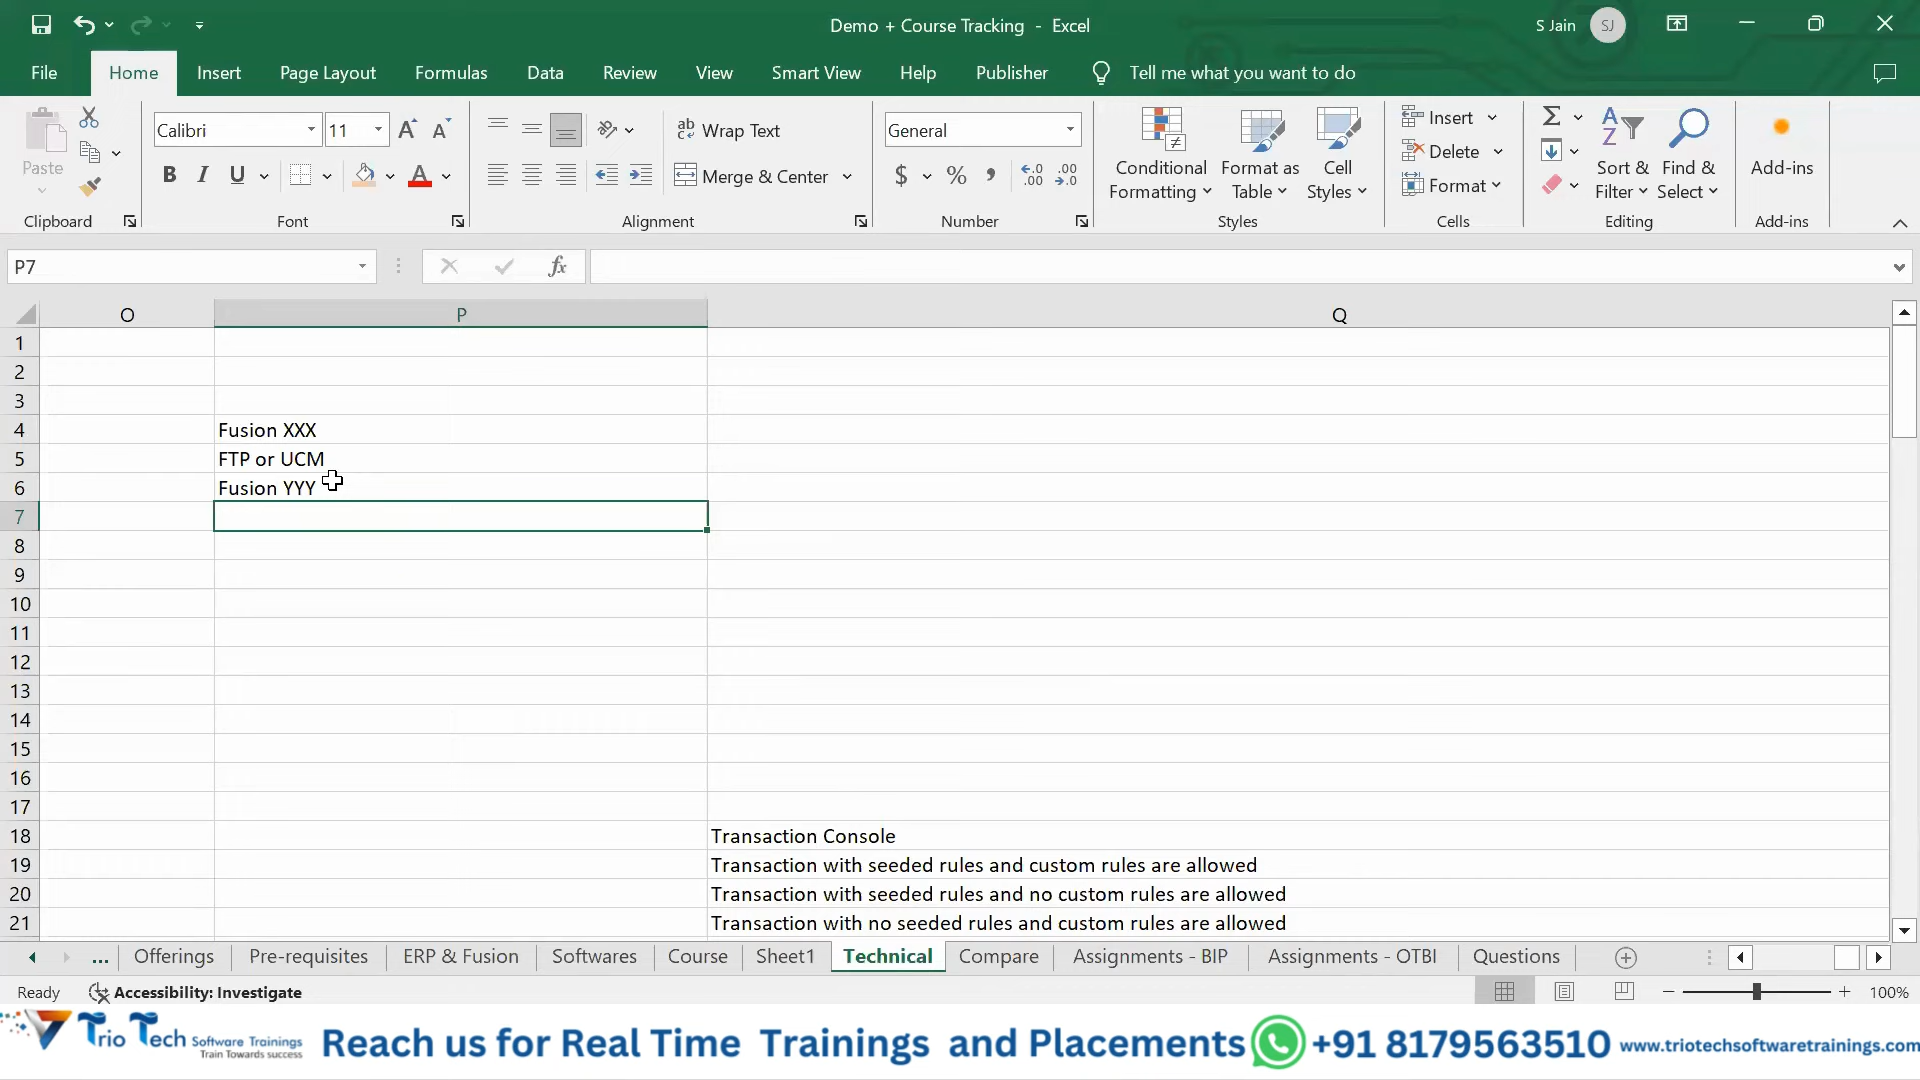 Demo + Course Tracking - Excel
S Jain
SJ
File
Home
Insert
Page Layout
Formulas
Data
Review
View
Smart View
Help
Publisher
Tell me what you want to do
Paste
Clipboard
Calibri
11
A
A
B
I
U
A
Font
ab
Wrap Text
Merge & Center
Alignment
General
$
%
Number
Conditional
Formatting
Format as
Table
Cell
Styles
Styles
Insert
Delete
Format
Cells
Sort &
Filter
Find &
Select
Editing
Add-ins
Add-ins
P7
fx
O
P
Q
1
2
3
4
Fusion XXX
5
FTP or UCM
6
Fusion YYY
7
8
9
10
11
12
13
14
15
16
17
18
Transaction Console
19
Transaction with seeded rules and custom rules are allowed
20
Transaction with seeded rules and no custom rules are allowed
21
Transaction with no seeded rules and custom rules are allowed
...
Offerings
Pre-requisites
ERP & Fusion
Softwares
Course
Sheet1
Technical
Compare
Assignments - BIP
Assignments - OTBI
Questions
Ready
Accessibility: Investigate
100%
Trio Tech
Software Trainings
Train Towards success
Reach us for Real Time Trainings and Placements
+91 8179563510
www.triotechsoftwaretrainings.com